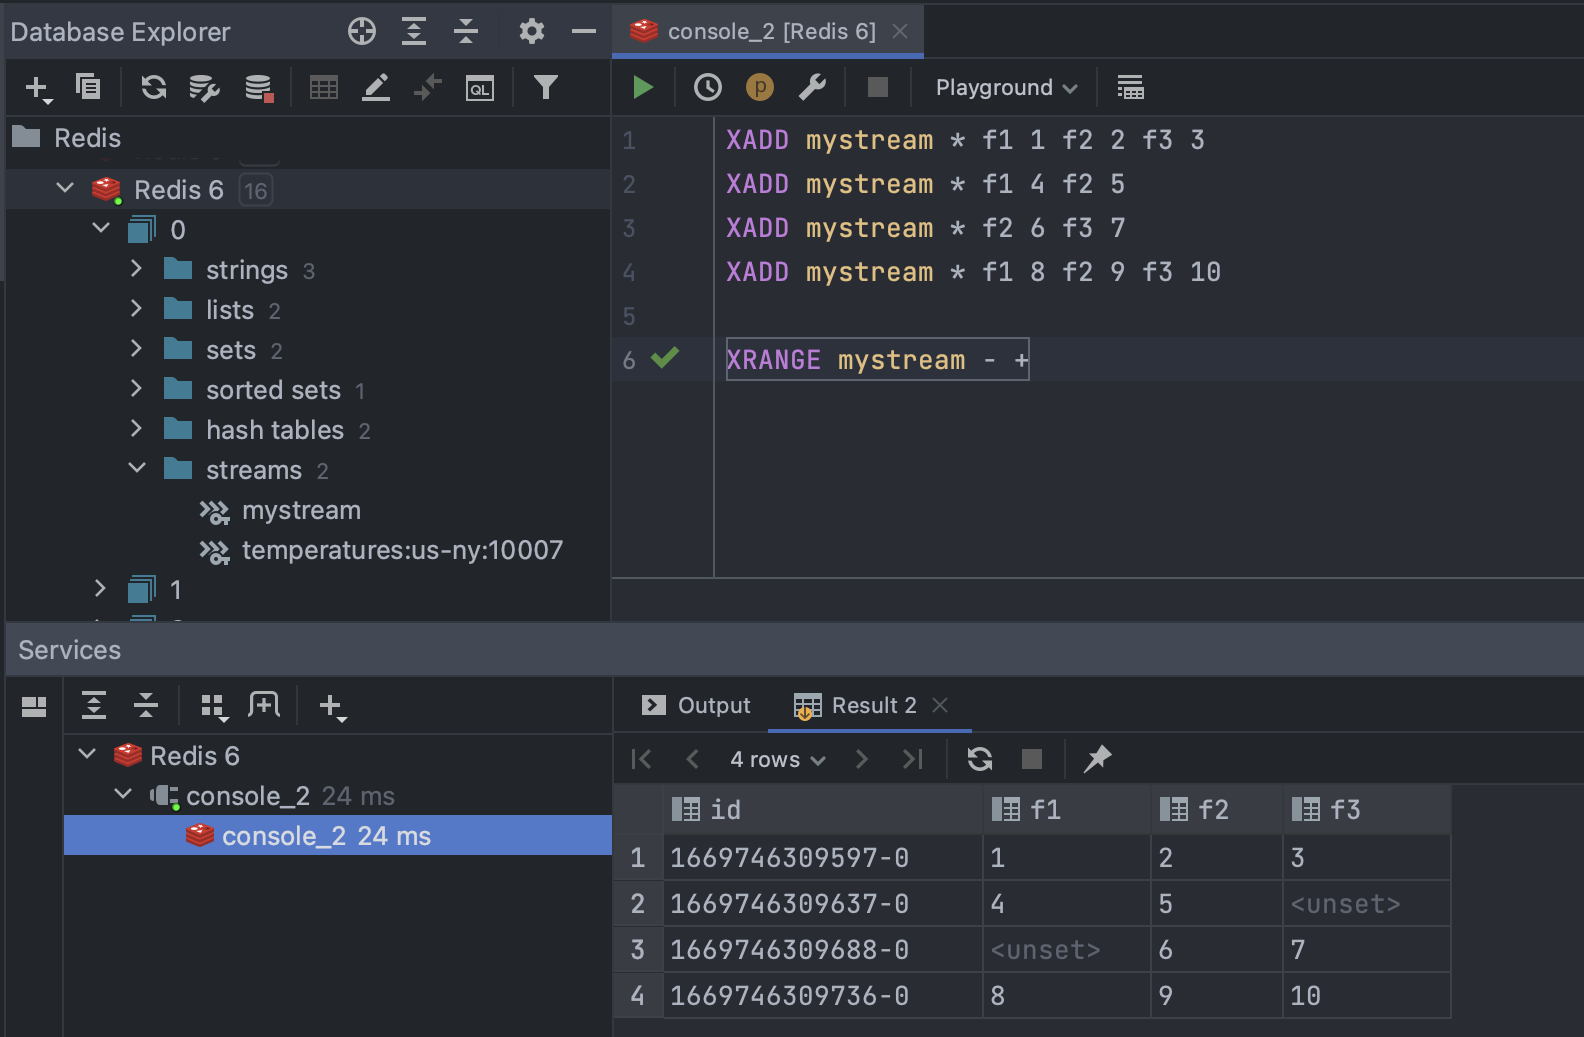 Database Explorer
console_2 [Redis 6]
QL
p
Playground
Redis
Redis 6 16
0
strings 3
lists 2
sets 2
sorted sets 1
hash tables 2
streams 2
mystream
temperatures:us-ny:10007
1
1 XADD mystream * f1 1 f2 2 f3 3
2 XADD mystream * f1 4 f2 5
3 XADD mystream * f2 6 f3 7
4 XADD mystream * f1 8 f2 9 f3 10
5
6 XRANGE mystream - +
Services
Redis 6
console_2 24 ms
console_2 24 ms
Output
Result 2
4 rows
id f1 f2 f3
1 1669746309597-0 1 2 3
2 1669746309637-0 4 5 <unset>
3 1669746309688-0 <unset> 6 7
4 1669746309736-0 8 9 10